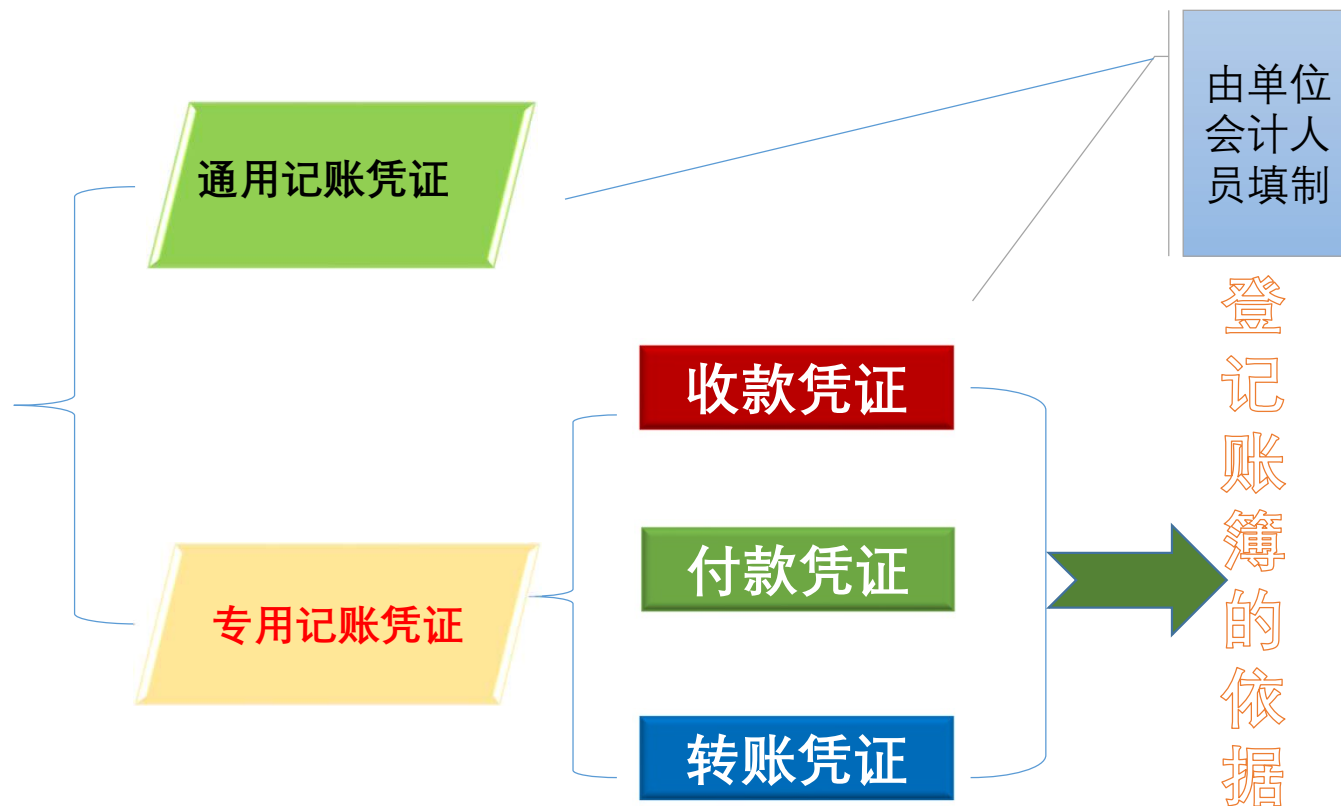 由单位
会计人
员填制
通用记账凭证
收款凭证
付款凭证
专用记账凭证
转账凭证
登
记
账
簿
的
依
据